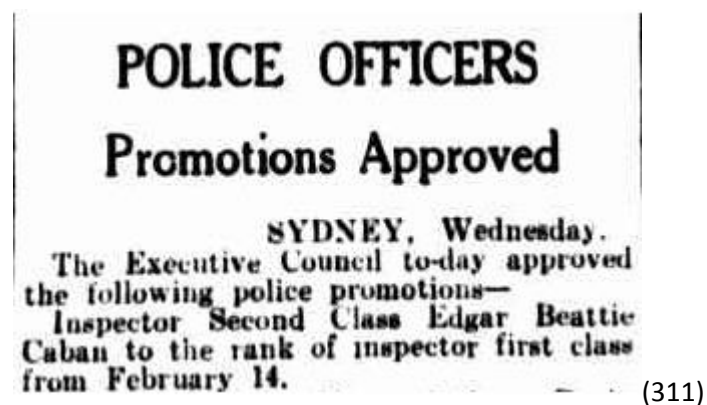 POLICE OFFICERS
Promotions Approved
SYDNEY, Wednesday.
The Executive Council to-day approved
the following police promotions—
Inspector Second Class Edgar Beattie
Caban to the rank of inspector first class
from February 14.
(311)